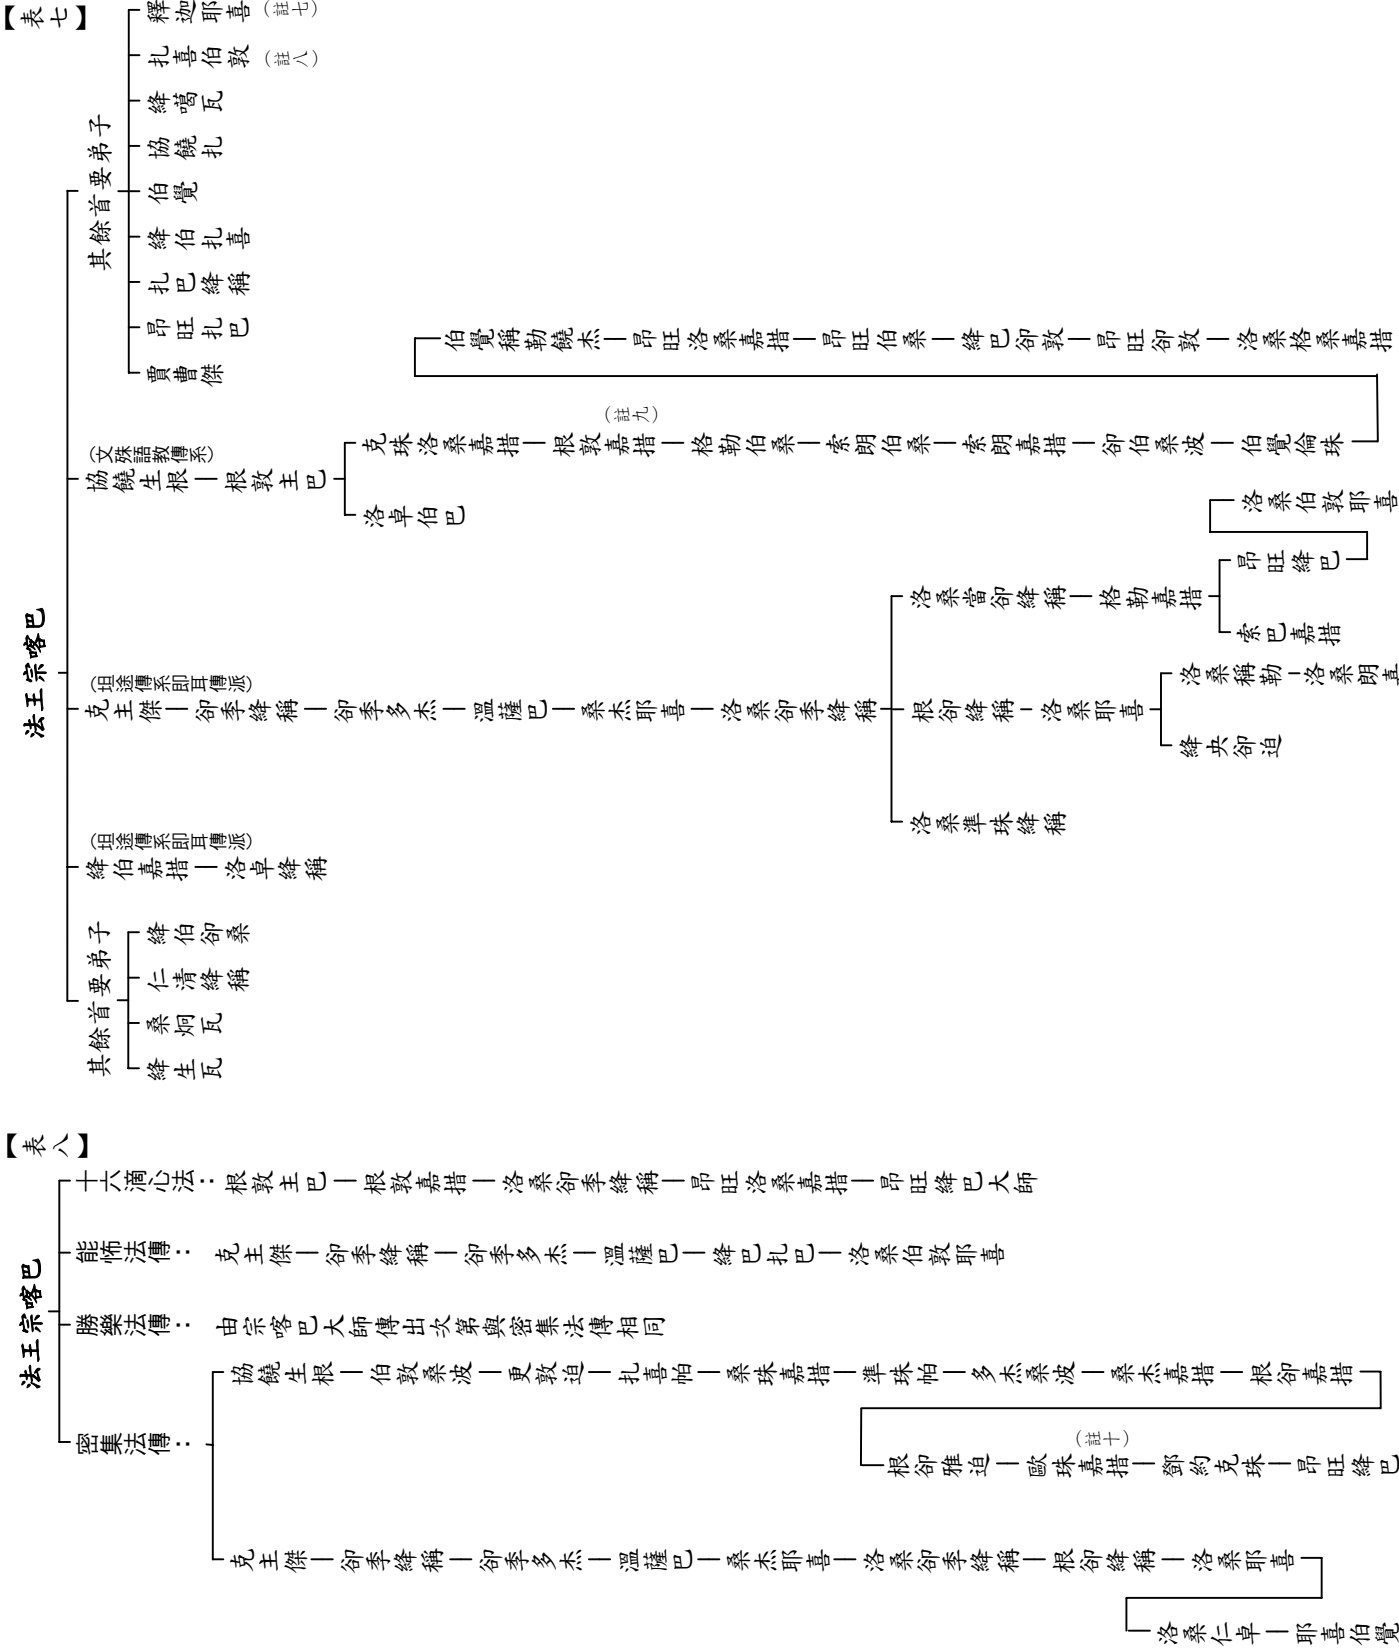 【表七】
法王宗喀巴
其餘首要弟子
釋迦耶喜（註七）
扎喜伯敦（註八）
絳噶瓦
協饒扎
伯覺
絳伯扎喜
扎巴絳稱
昂旺扎巴
賈曹傑
（文殊語教傳系）
協饒生根—根敦主巴
克珠洛桑嘉措—根敦嘉措—格勒伯桑—索朗伯桑—索朗嘉措—卻伯桑波—伯覺倫珠
（註九）
伯覺稱勒饒杰—昂旺洛桑嘉措—昂旺伯桑—絳巴卻敦—昂旺卻敦—洛桑格桑嘉措
洛卓伯巴
（坦途傳系即耳傳派）
克主傑—卻季絳稱—卻季多杰—溫薩巴—桑杰耶喜—洛桑卻季絳稱
洛桑當卻絳稱—格勒嘉措
昂旺絳巴
洛桑伯敦耶喜
索巴嘉措
根卻絳稱—洛桑耶喜
洛桑稱勒—洛桑朗直
絳央卻迫
洛桑準珠絳稱
（坦途傳系即耳傳派）
絳伯嘉措—洛卓絳稱
其餘首要弟子
絳伯卻桑
仁清絳稱
桑炯瓦
絳生瓦
【表八】
法王宗喀巴
十六滴心法：根敦主巴—根敦嘉措—洛桑卻季絳稱—昂旺洛桑嘉措—昂旺絳巴大師
能怖法傳：克主傑—卻季絳稱—卻季多杰—溫薩巴—絳巴扎巴—洛桑伯敦耶喜
勝樂法傳：由宗喀巴大師傳出次第與密集法傳相同
密集法傳：
協饒生根—伯敦桑波—更敦迫—扎喜帕—桑珠嘉措—準珠帕—多杰桑波—桑杰嘉措—根卻嘉措
（註十）
根卻雅迫—歐珠嘉措—鄧約克珠—昂旺絳巴
克主傑—卻季絳稱—卻季多杰—溫薩巴—桑杰耶喜—洛桑卻季絳稱—根卻絳稱—洛桑耶喜
洛桑仁卓—耶喜伯覺